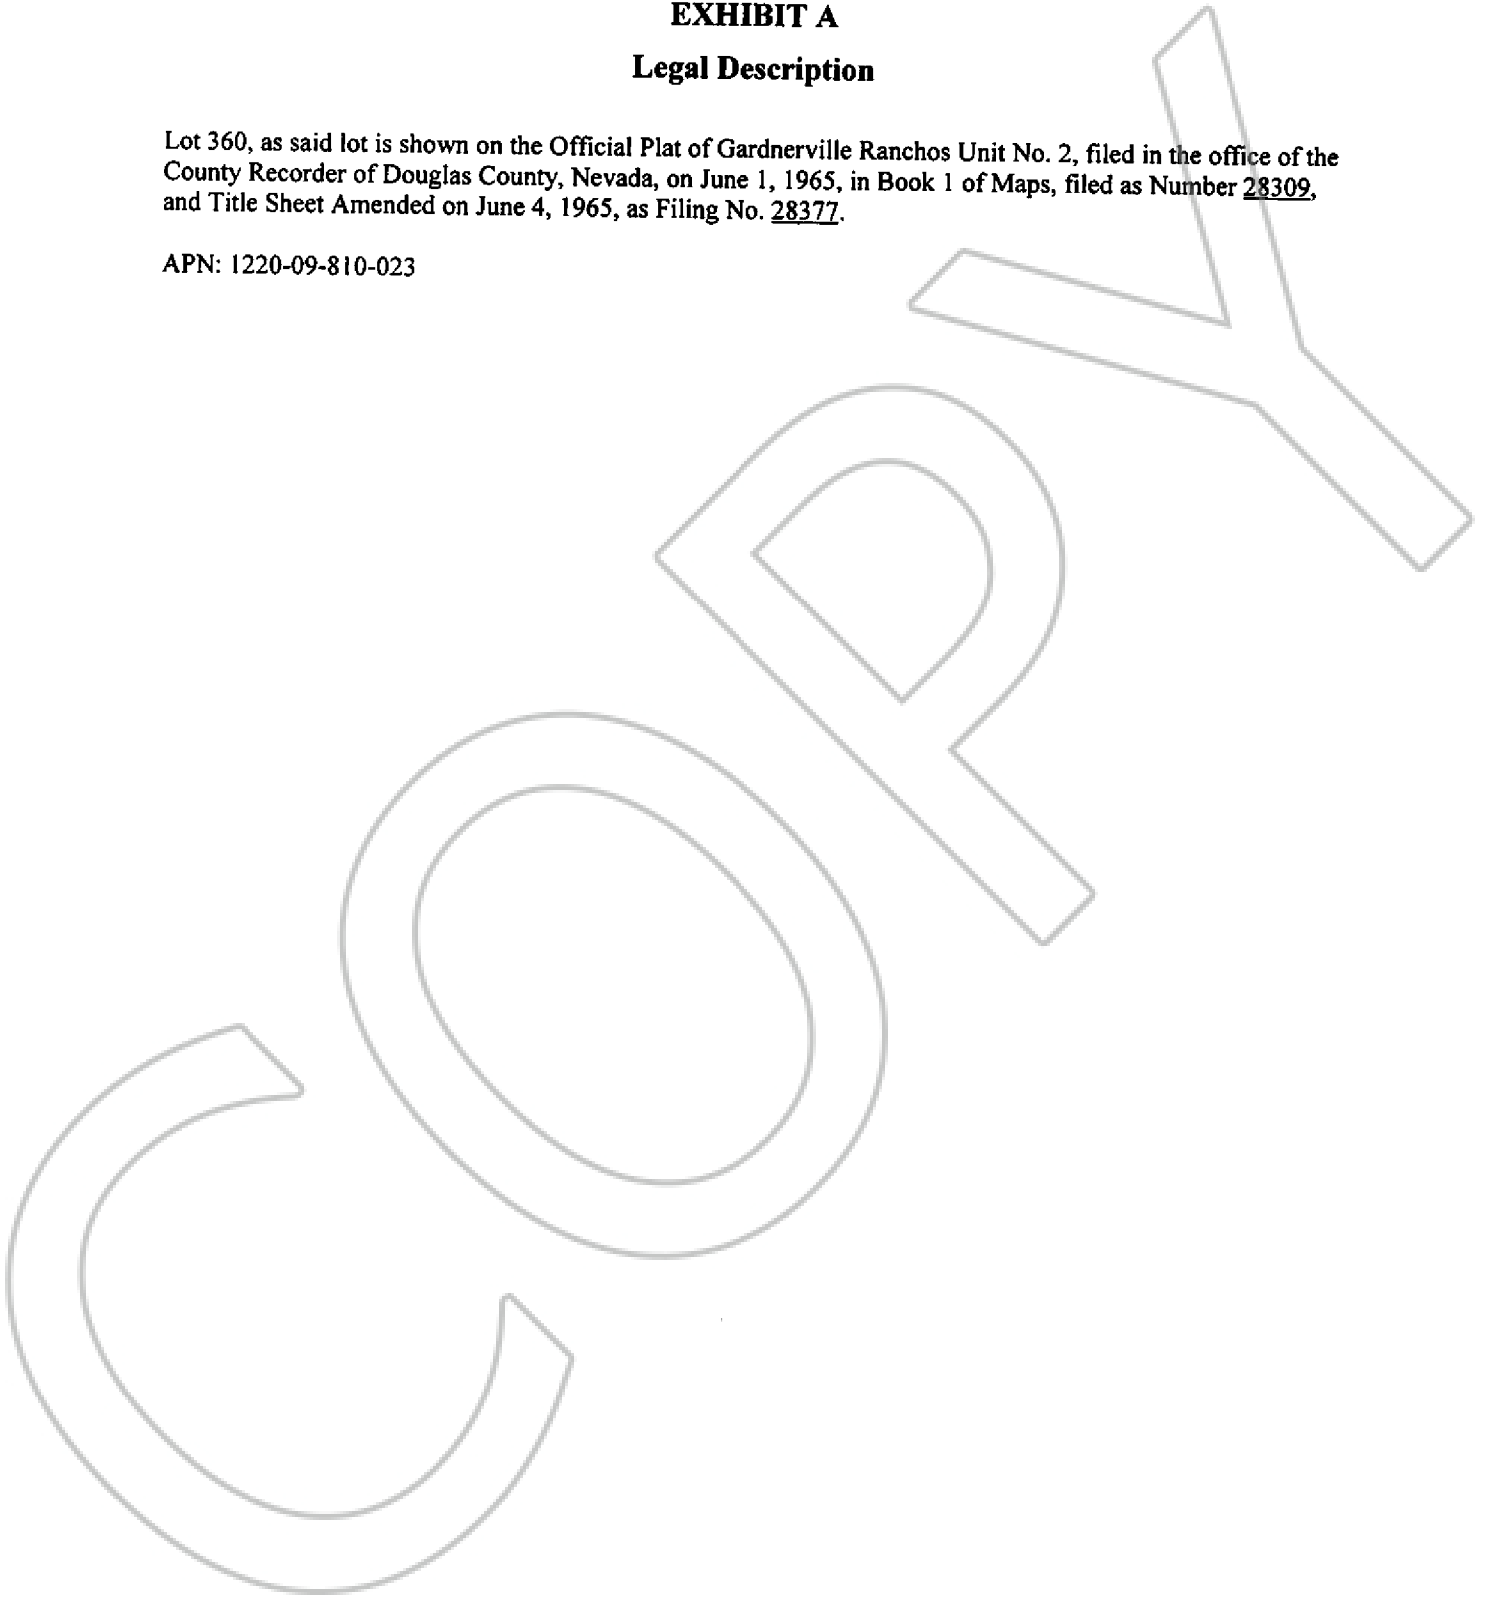 EXHIBIT A
Legal Description
Lot 360, as said lot is shown on the Official Plat of Gardnerville Ranchos Unit No. 2, filed in the office of the
County Recorder of Douglas County, Nevada, on June 1, 1965, in Book 1 of Maps, filed as Number 28309,
and Title Sheet Amended on June 4, 1965, as Filing No. 28377.
APN: 1220-09-810-023
COPY